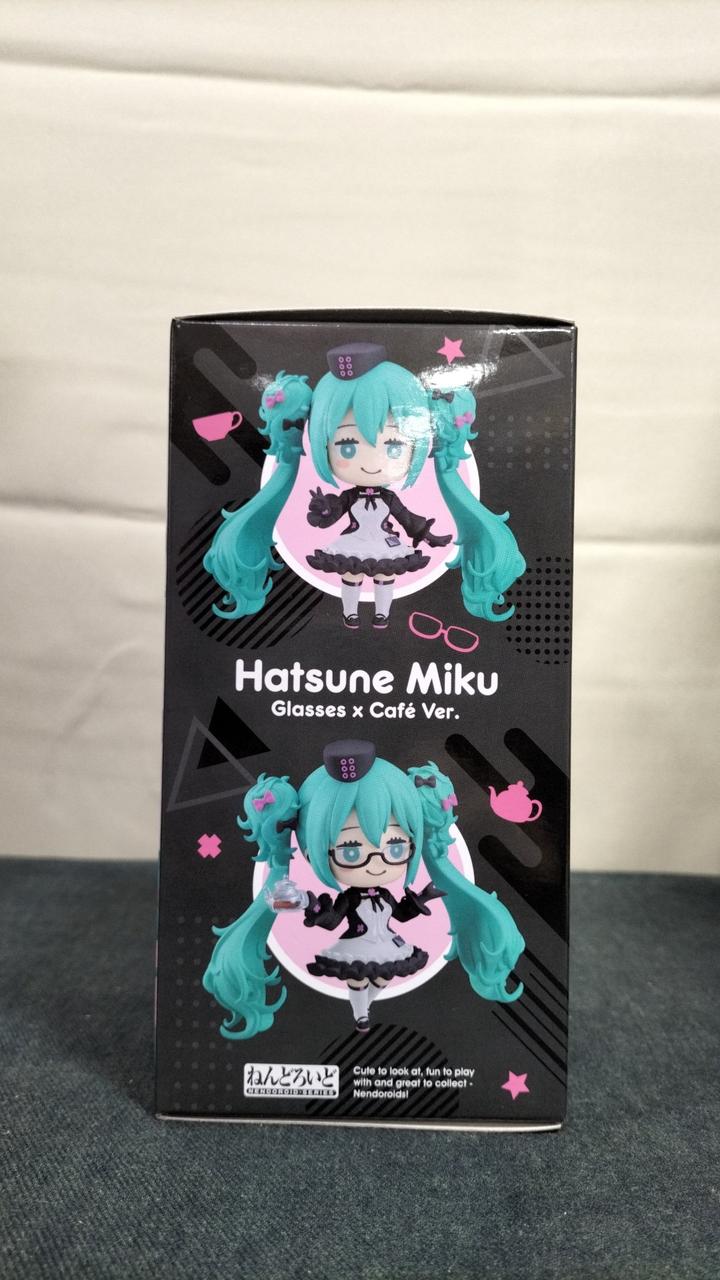 Hatsune Miku
Glasses x Café Ver.
ねんどろいど
NENDOROID SERIES
Cute to look at, fun to play
with and great to collect -
Nendoroids!